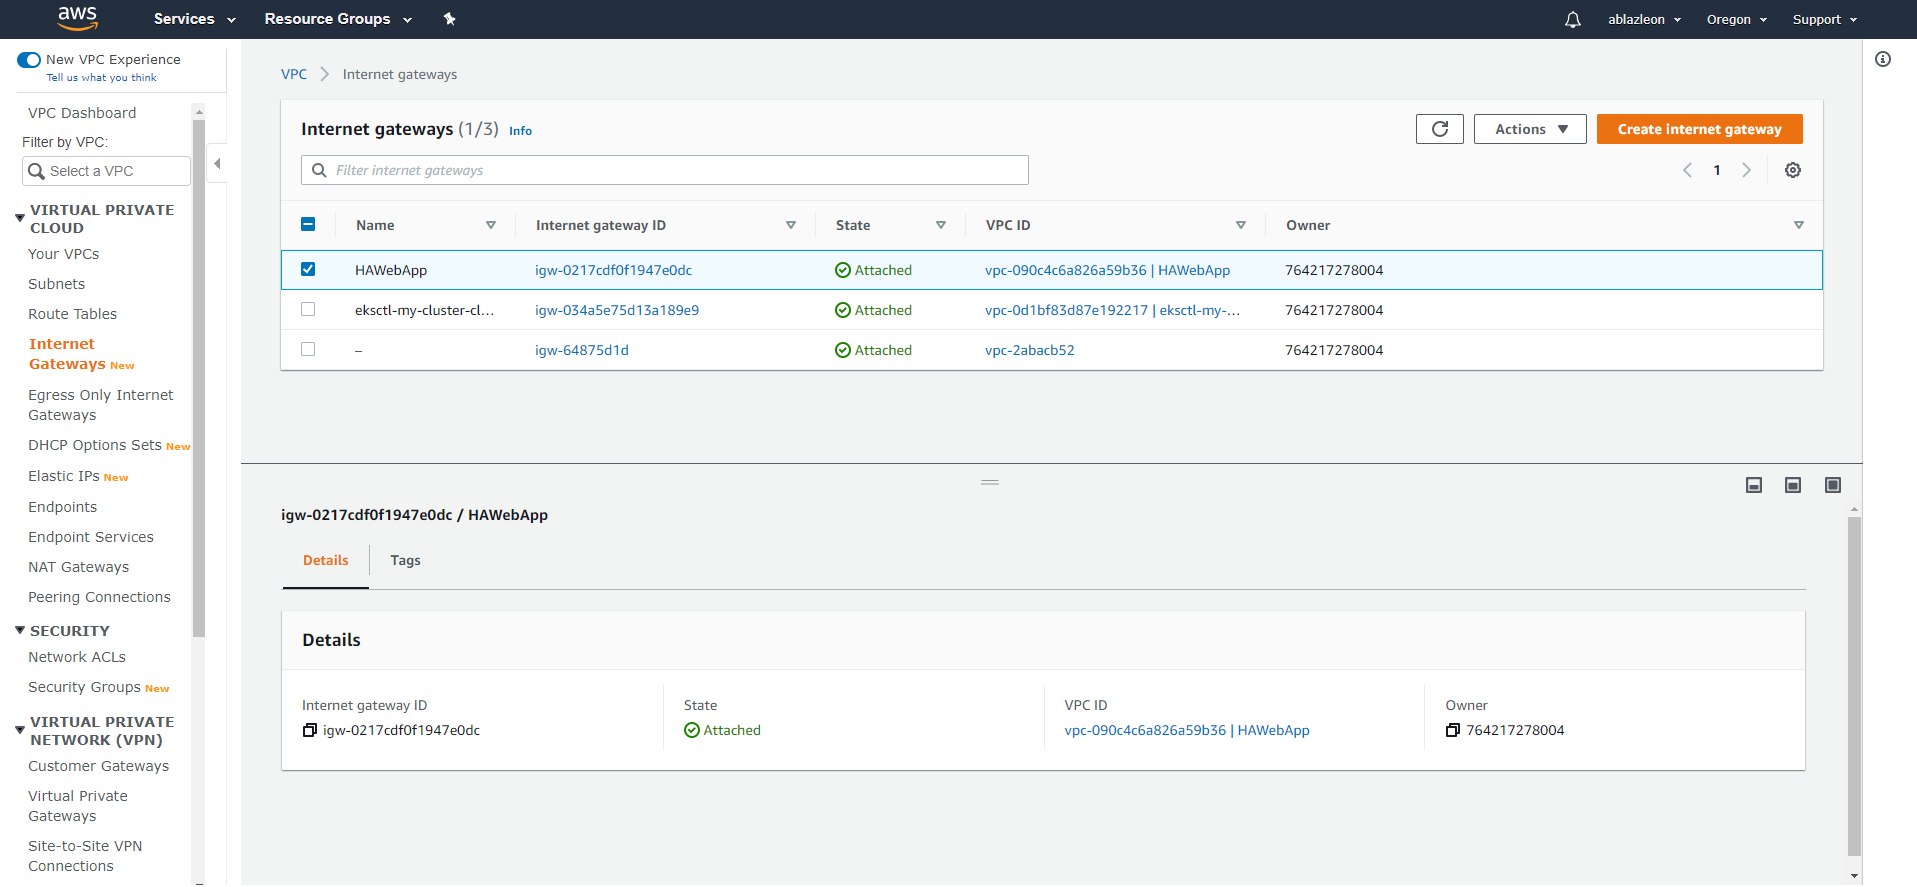 aws
Services
Resource Groups
ablazleon
Oregon
Support
New VPC Experience
Tell us what you think
VPC Dashboard
Filter by VPC:
Select a VPC
VIRTUAL PRIVATE
CLOUD
Your VPCs
Subnets
Route Tables
Internet
Gateways New
Egress Only Internet
Gateways
DHCP Options Sets New
Elastic IPs New
Endpoints
Endpoint Services
NAT Gateways
Peering Connections
SECURITY
Network ACLs
Security Groups New
VIRTUAL PRIVATE
NETWORK (VPN)
Customer Gateways
Virtual Private
Gateways
Site-to-Site VPN
Connections
VPC
Internet gateways
Internet gateways (1/3) Info
Actions
Create internet gateway
Filter internet gateways
1
Name Internet gateway ID State VPC ID Owner
HAWebApp igw-0217cdf0f1947e0dc Attached vpc-090c4c6a826a59b36 | HAWebApp 764217278004
eksctl-my-cluster-cl... igw-034a5e75d13a189e9 Attached vpc-0d1bf83d87e192217 | eksctl-my-... 764217278004
– igw-64875d1d Attached vpc-2abacb52 764217278004
igw-0217cdf0f1947e0dc / HAWebApp
Details
Tags
Details
Internet gateway ID State VPC ID Owner
igw-0217cdf0f1947e0dc Attached vpc-090c4c6a826a59b36 | HAWebApp 764217278004